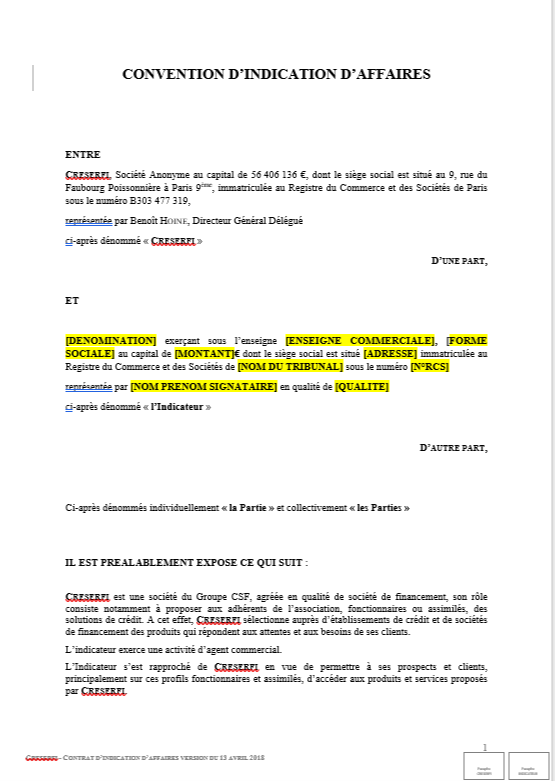 CONVENTION D'INDICATION D'AFFAIRES
ENTRE
CRESERFI, Société Anonyme au capital de 56 406 136 €, dont le siège social est situé au 9, rue du
Faubourg Poissonnière à Paris 9ème, immatriculée au Registre du Commerce et des Sociétés de Paris
sous le numéro B303 477 319,
représentée par Benoît HOINE, Directeur Général Délégué
ci-après dénommé « CRESERFI »
D'UNE PART,
ET
[DENOMINATION] exerçant sous l'enseigne [ENSEIGNE COMMERCIALE], [FORME
SOCIALE] au capital de [MONTANT]€ dont le siège social est situé [ADRESSE] immatriculée au
Registre du Commerce et des Sociétés de [NOM DU TRIBUNAL] sous le numéro [N°RCS]
représentée par [NOM PRENOM SIGNATAIRE] en qualité de [QUALITE]
ci-après dénommé « l'Indicateur »
D'AUTRE PART,
Ci-après dénommés individuellement « la Partie » et collectivement « les Parties »
IL EST PREALABLEMENT EXPOSE CE QUI SUIT :
CRESERFI est une société du Groupe CSF, agréée en qualité de société de financement, son rôle
consiste notamment à proposer aux adhérents de l'association, fonctionnaires ou assimilés, des
solutions de crédit. A cet effet, CRESERFI sélectionne auprès d'établissements de crédit et de sociétés
de financement des produits qui répondent aux attentes et aux besoins de ses clients.
L'indicateur exerce une activité d'agent commercial.
L'Indicateur s'est rapproché de CRESERFI en vue de permettre à ses prospects et clients,
principalement sur ces profils fonctionnaires et assimilés, d'accéder aux produits et services proposés
par CRESERFI.
1
CRESERFI - CONTRAT D'INDICATION D'AFFAIRES VERSION DU 13 AVRIL 2018